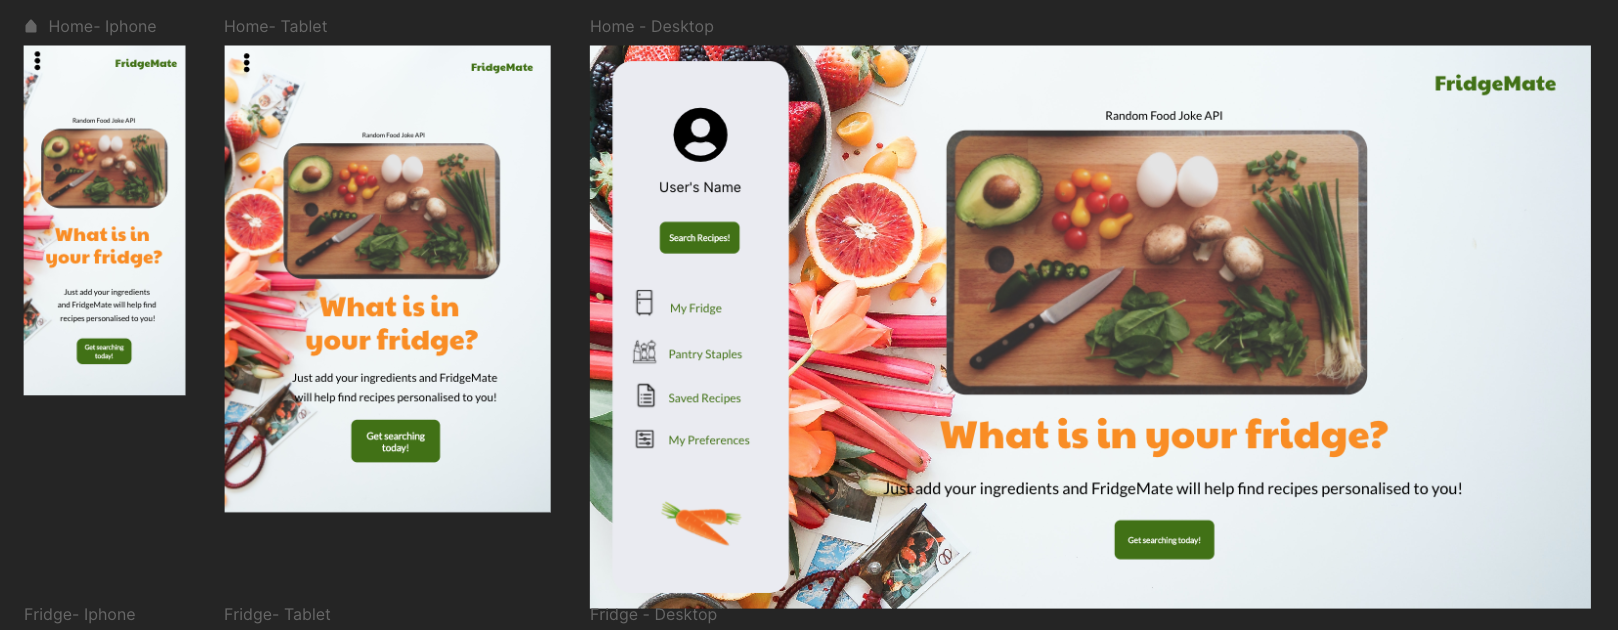 Home- Iphone
FridgeMate
Random Food Joke API
What is in
your fridge?
Just add your ingredients
and FridgeMate will help find
recipes personalised to you!
Get searching
today!
Home- Tablet
FridgeMate
Random Food Joke API
What is in
your fridge?
Just add your ingredients and FridgeMate
will help find recipes personalised to you!
Get searching
today!
Home - Desktop
User's Name
Search Recipes!
My Fridge
Pantry Staples
Saved Recipes
My Preferences
FridgeMate
Random Food Joke API
What is in your fridge?
Just add your ingredients and FridgeMate will help find recipes personalised to you!
Get searching today!
Fridge- Iphone
Fridge- Tablet
Fridge - Desktop